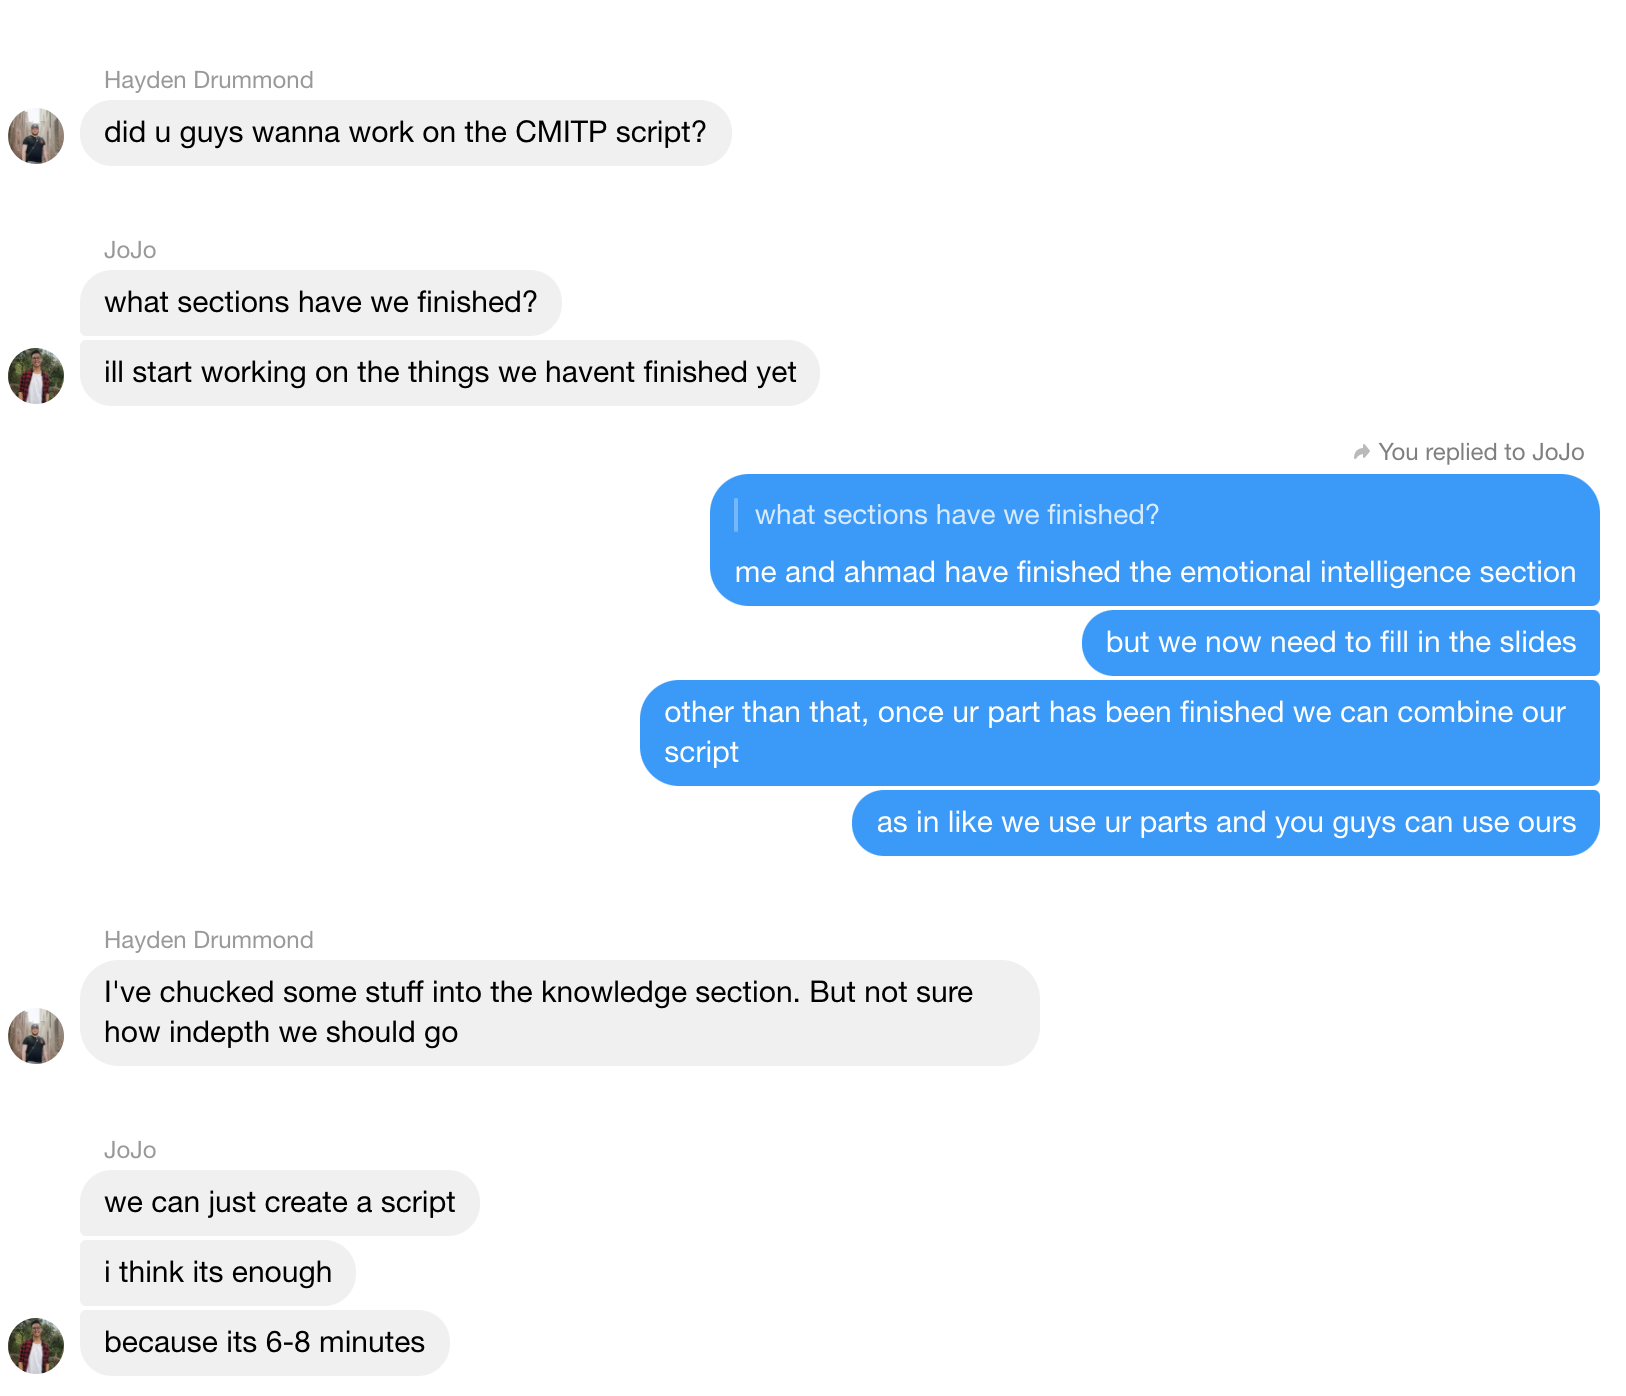 Hayden Drummond
did u guys wanna work on the CMITP script?
JoJo
what sections have we finished?
ill start working on the things we havent finished yet
You replied to JoJo
what sections have we finished?
me and ahmad have finished the emotional intelligence section
but we now need to fill in the slides
other than that, once ur part has been finished we can combine our
script
as in like we use ur parts and you guys can use ours
Hayden Drummond
I've chucked some stuff into the knowledge section. But not sure
how indepth we should go
JoJo
we can just create a script
i think its enough
because its 6-8 minutes